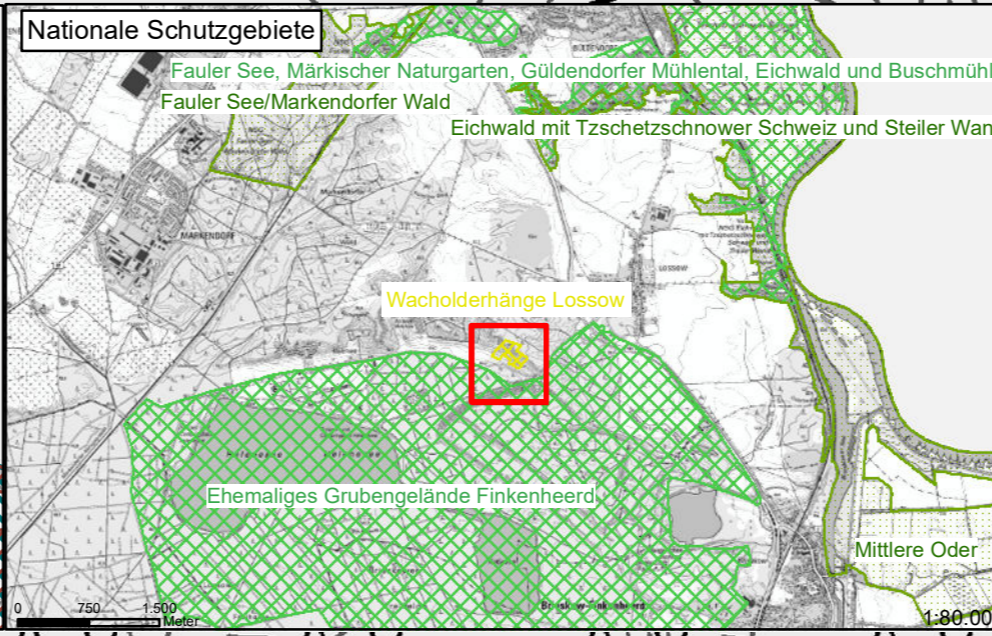 Nationale Schutzgebiete
Fauler See, Märkischer Naturgarten, Güldendorfer Mühlental, Eichwald und Buschmühl
Fauler See/Markendorfer Wald
Eichwald mit Tzschetzschnower Schweiz und Steiler Wan
MARKENDORF
LOSSOW
Wacholderhänge Lossow
Ehemaliges Grubengelände Finkenheerd
Mittlere Oder
0 750 1.500
Meter
1:80.00